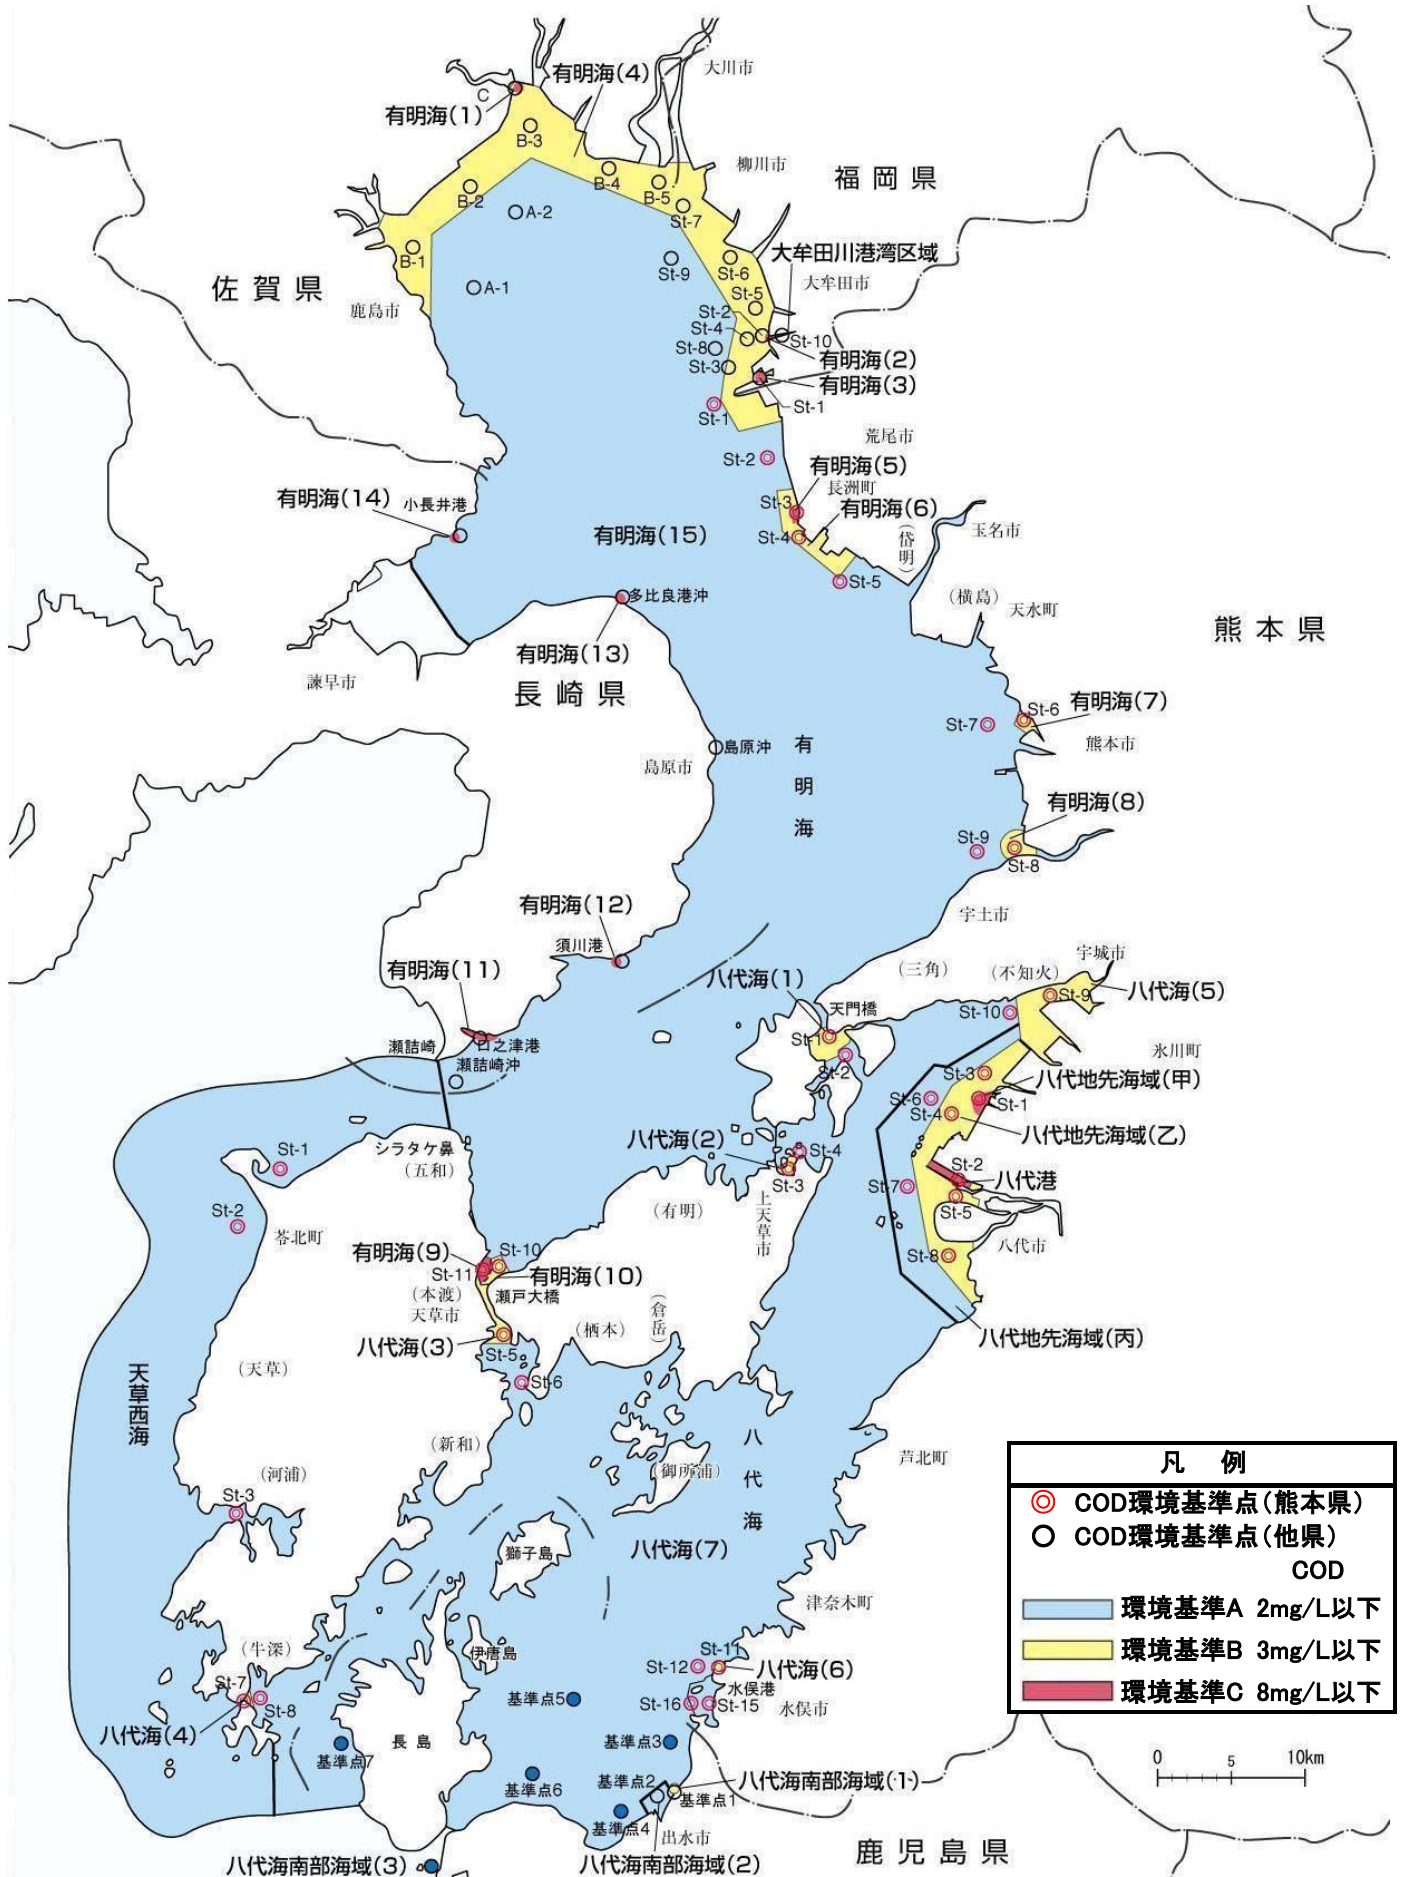 大川市
有明海(4)
C
有明海(1)
B-3
柳川市
福岡県
B-4
B-5
B-2
A-2
St-7
B-1
St-9
St-6
大牟田川港湾区域
佐賀県
大牟田市
A-1
St-5
鹿島市
St-2
St-4
St-10
St-8
有明海(2)
St-3
有明海(3)
St-1
St-1
荒尾市
St-2
有明海(5)
長洲町
有明海(14)
小長井港
St-3
有明海(6)
有明海(15)
St-4
(岱明)
玉名市
St-5
多比良港沖
(横島)
天水町
熊本県
有明海(13)
諫早市
長崎県
有明海(7)
St-6
St-7
熊本市
有明海
島原沖
島原市
有明海(8)
St-9
St-8
有明海(12)
宇土市
須川港
宇城市
有明海(11)
(三角)
(不知火)
八代海(1)
八代海(5)
St-9
天門橋
St-10
St-1
瀬詰崎
口之津港
氷川町
瀬詰崎沖
St-2
St-3
八代地先海域(甲)
St-6
St-1
St-4
八代海(2)
八代地先海域(乙)
シラタケ鼻
St-1
St-4
(五和)
St-2
St-3
八代港
St-7
St-2
(有明)
上天草市
St-5
苓北町
八代市
有明海(9)
St-10
St-8
St-11
有明海(10)
(本渡)
瀬戸大橋
天草市
(倉岳)
(栖本)
八代地先海域(丙)
八代海(3)
St-5
(天草)
St-6
天草西海
八代海
(新和)
芦北町
(河浦)
(御所浦)
St-3
獅子島
八代海(7)
津奈木町
(牛深)
伊唐島
St-11
St-12
八代海(6)
St-7
水俣港
St-8
基準点5
St-16
St-15
水俣市
八代海(4)
長島
基準点3
基準点7
基準点6
基準点2
八代海南部海域(1)
基準点1
基準点4
出水市
鹿児島県
八代海南部海域(3)
八代海南部海域(2)
凡 例
COD環境基準点(熊本県)
COD環境基準点(他県)
COD
環境基準A 2mg/L以下
環境基準B 3mg/L以下
環境基準C 8mg/L以下
0 5 10km